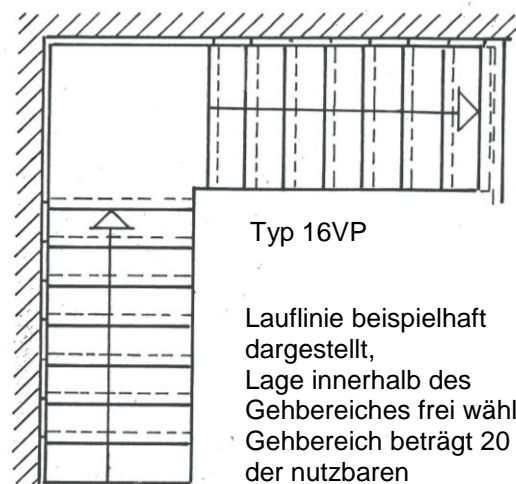 Typ 16VP
Lauflinie beispielhaft
dargestellt,
Lage innerhalb des
Gehbereiches frei wähl
Gehbereich beträgt 20
der nutzbaren